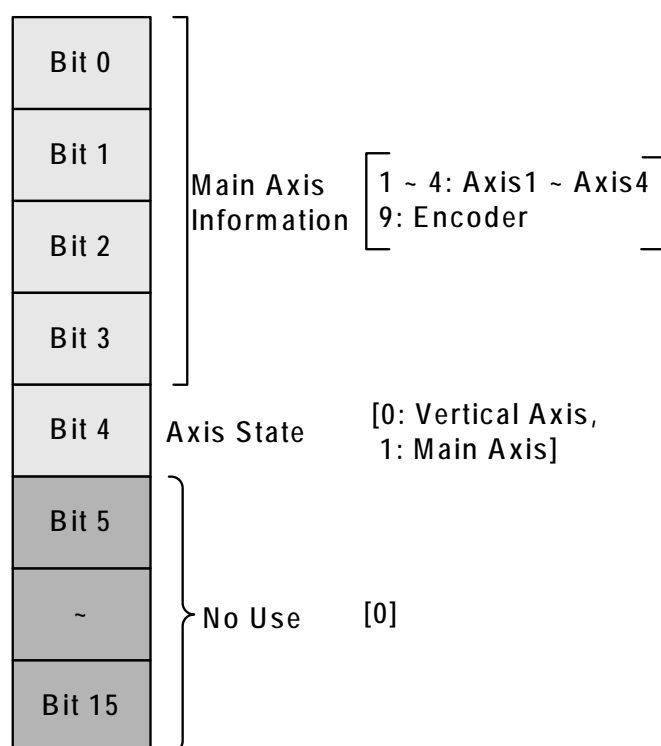 Bit 0
Bit 1
Bit 2
Bit 3
Main Axis
Information
1 ~ 4: Axis1 ~ Axis4
9: Encoder
Bit 4
Axis State
[0: Vertical Axis,
1: Main Axis]
Bit 5
~
Bit 15
No Use
[0]